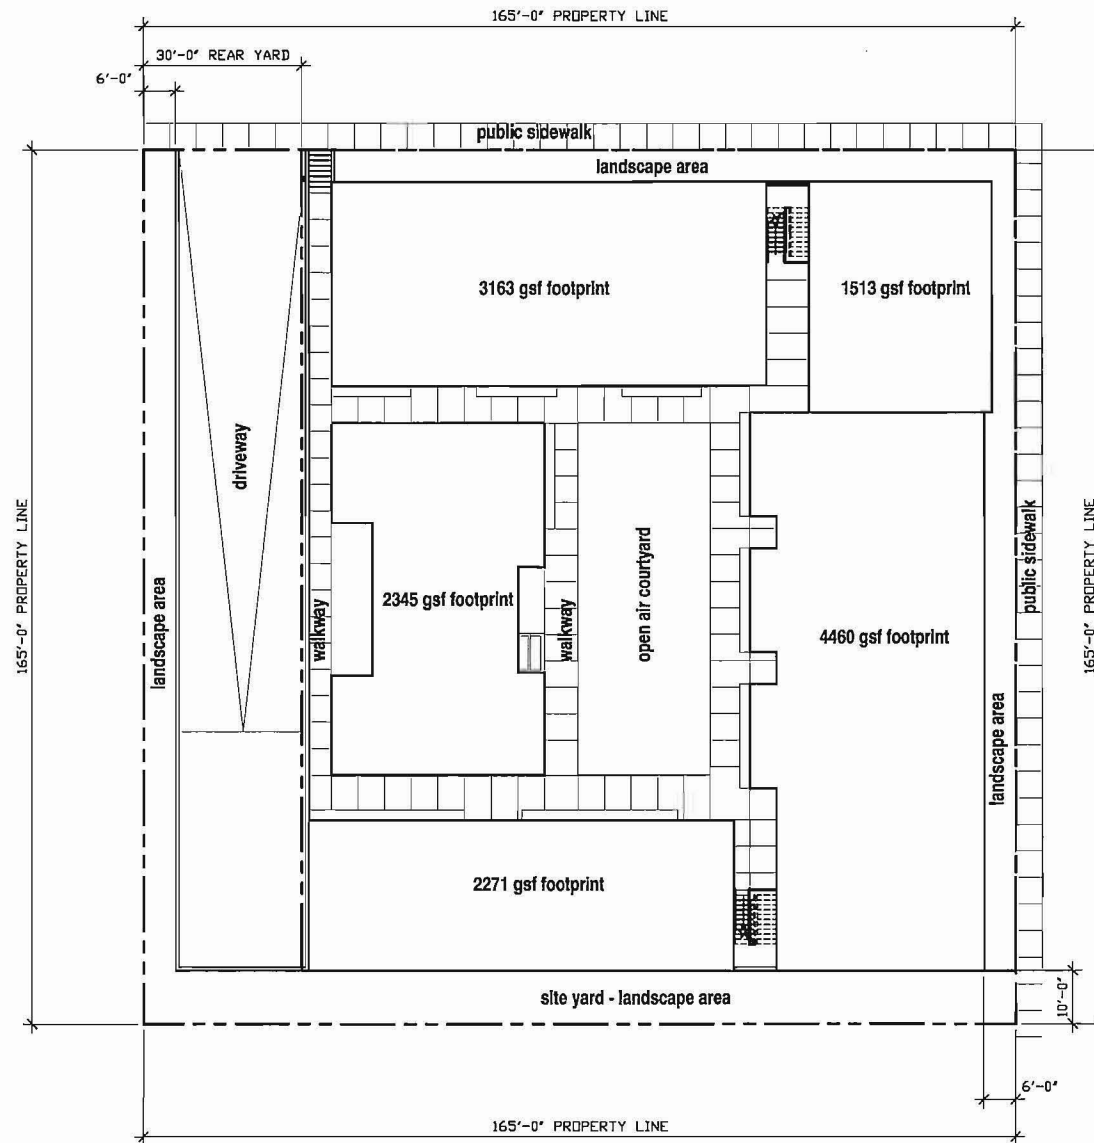 165'-0" PROPERTY LINE
30'-0" REAR YARD
6'-0"
public sidewalk
landscape area
3163 gsf footprint
1513 gsf footprint
driveway
165'-0" PROPERTY LINE
landscape area
walkway
2345 gsf footprint
walkway
open air courtyard
4460 gsf footprint
public sidewalk
165'-0" PROPERTY LINE
landscape area
2271 gsf footprint
site yard - landscape area
10'-0"
6'-0"
165'-0" PROPERTY LINE